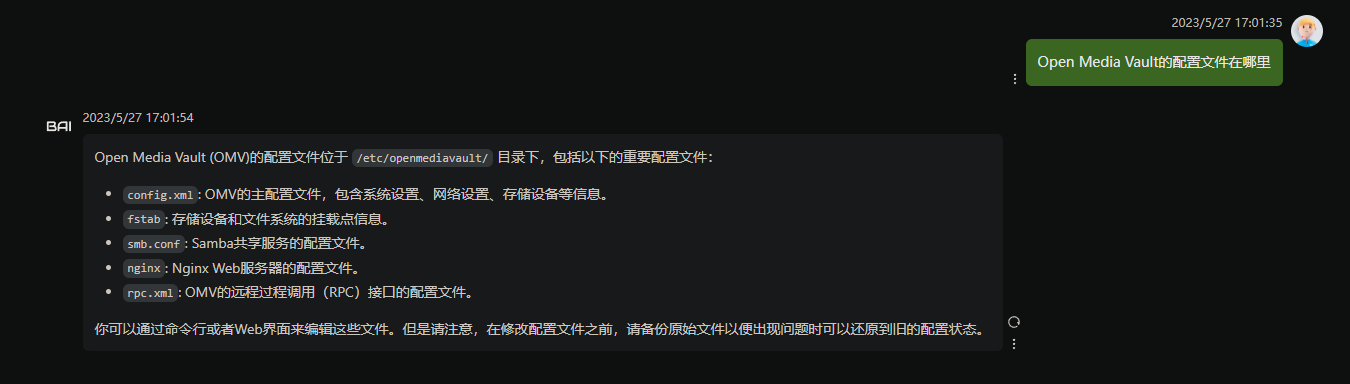 2023/5/27 17:01:35
Open Media Vault的配置文件在哪里
BAI
2023/5/27 17:01:54
Open Media Vault (OMV)的配置文件位于 /etc/openmediavault/ 目录下，包括以下的重要配置文件：
• config.xml: OMV的主配置文件，包含系统设置、网络设置、存储设备等信息。
• fstab: 存储设备和文件系统的挂载点信息。
• smb.conf: Samba共享服务的配置文件。
• nginx: Nginx Web服务器的配置文件。
• rpc.xml: OMV的远程过程调用（RPC）接口的配置文件。
你可以通过命令行或者Web界面来编辑这些文件。但是请注意，在修改配置文件之前，请备份原始文件以便出现问题时可以还原到旧的配置状态。